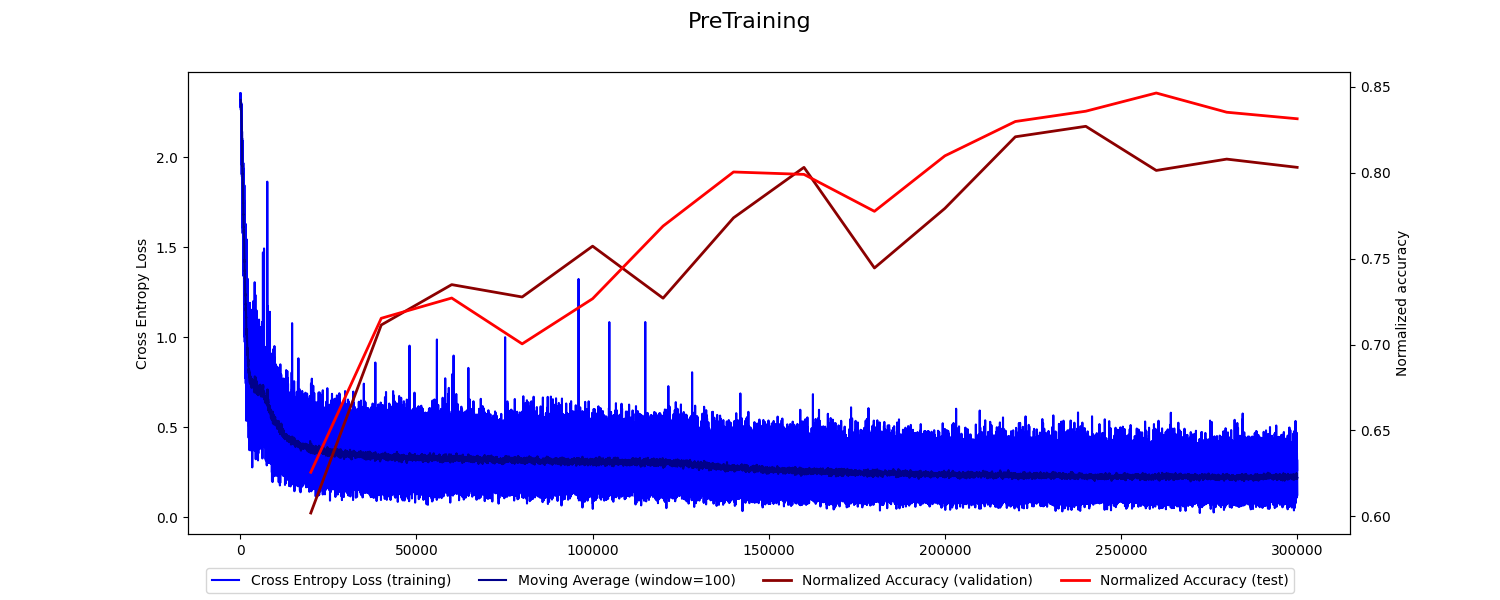 PreTraining
Cross Entropy Loss
2.0
1.5
1.0
0.5
0.0
0.85
0.80
0.75
0.70
0.65
0.60
Normalized accuracy
0 50000 100000 150000 200000 250000 300000
Cross Entropy Loss (training) Moving Average (window=100) Normalized Accuracy (validation) Normalized Accuracy (test)